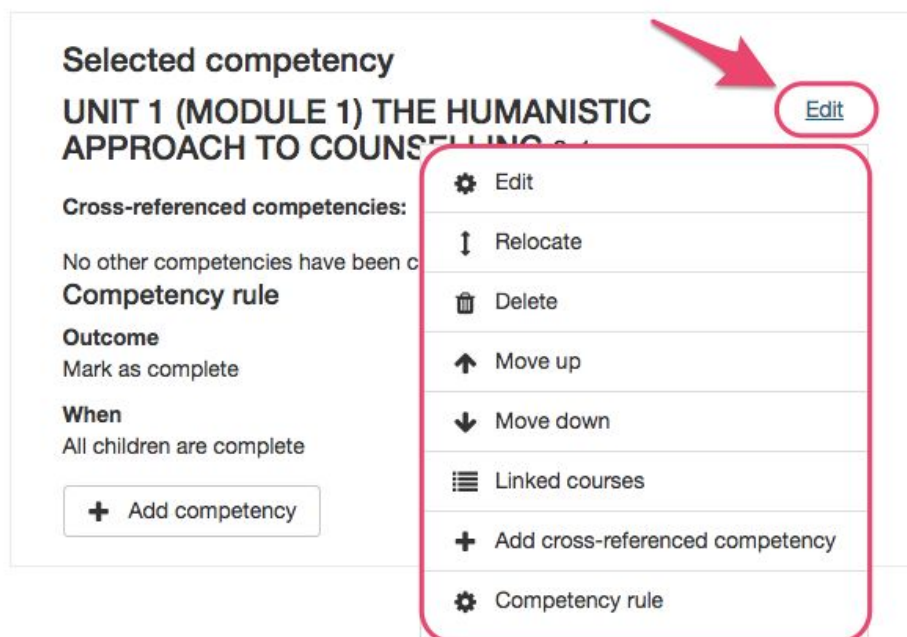 Selected competency
UNIT 1 (MODULE 1) THE HUMANISTIC
Edit
APPROACH TO COUNSELLING
Cross-referenced competencies:
No other competencies have been c
Competency rule
Outcome
Mark as complete
When
All children are complete
Add competency
Edit
Relocate
Delete
Move up
Move down
Linked courses
Add cross-referenced competency
Competency rule